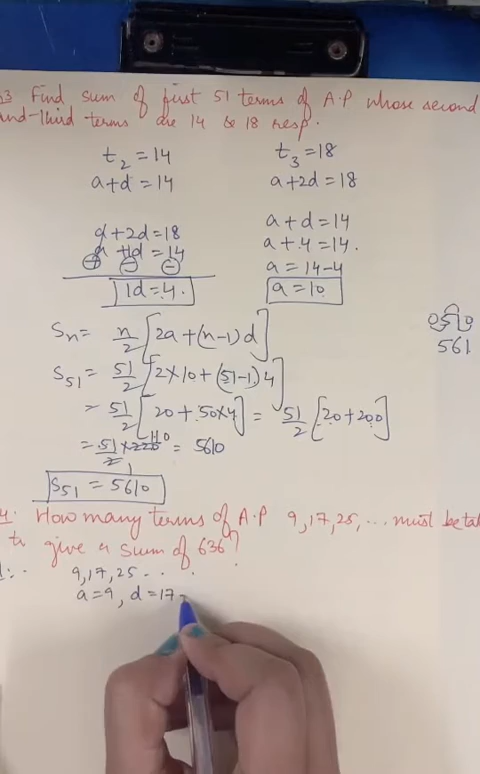 3 Find sum of first 51 terms of A.P whose second
and third terms are 14 & 18 resp.
t₂ = 14
a+d = 14
t₃ = 18
a+2d = 18
a+2d = 18
a+1d = 14
1d = 4.
a+d = 14
a+4 = 14.
a = 14-4
a = 10
Sn = n/2 [2a+(n-1)d]
S₅₁ = 51/2 [2×10+(51-1)4]
= 51/2 [20+50×4] = 51/2 [20+200]
= 51/2 × 220 110 = 5610
1
S₅₁ = 5610
561
4. How many terms of A.P 9,17,25,... must be
to give a sum of 636?
9,17,25 ...
a=9, d=17-